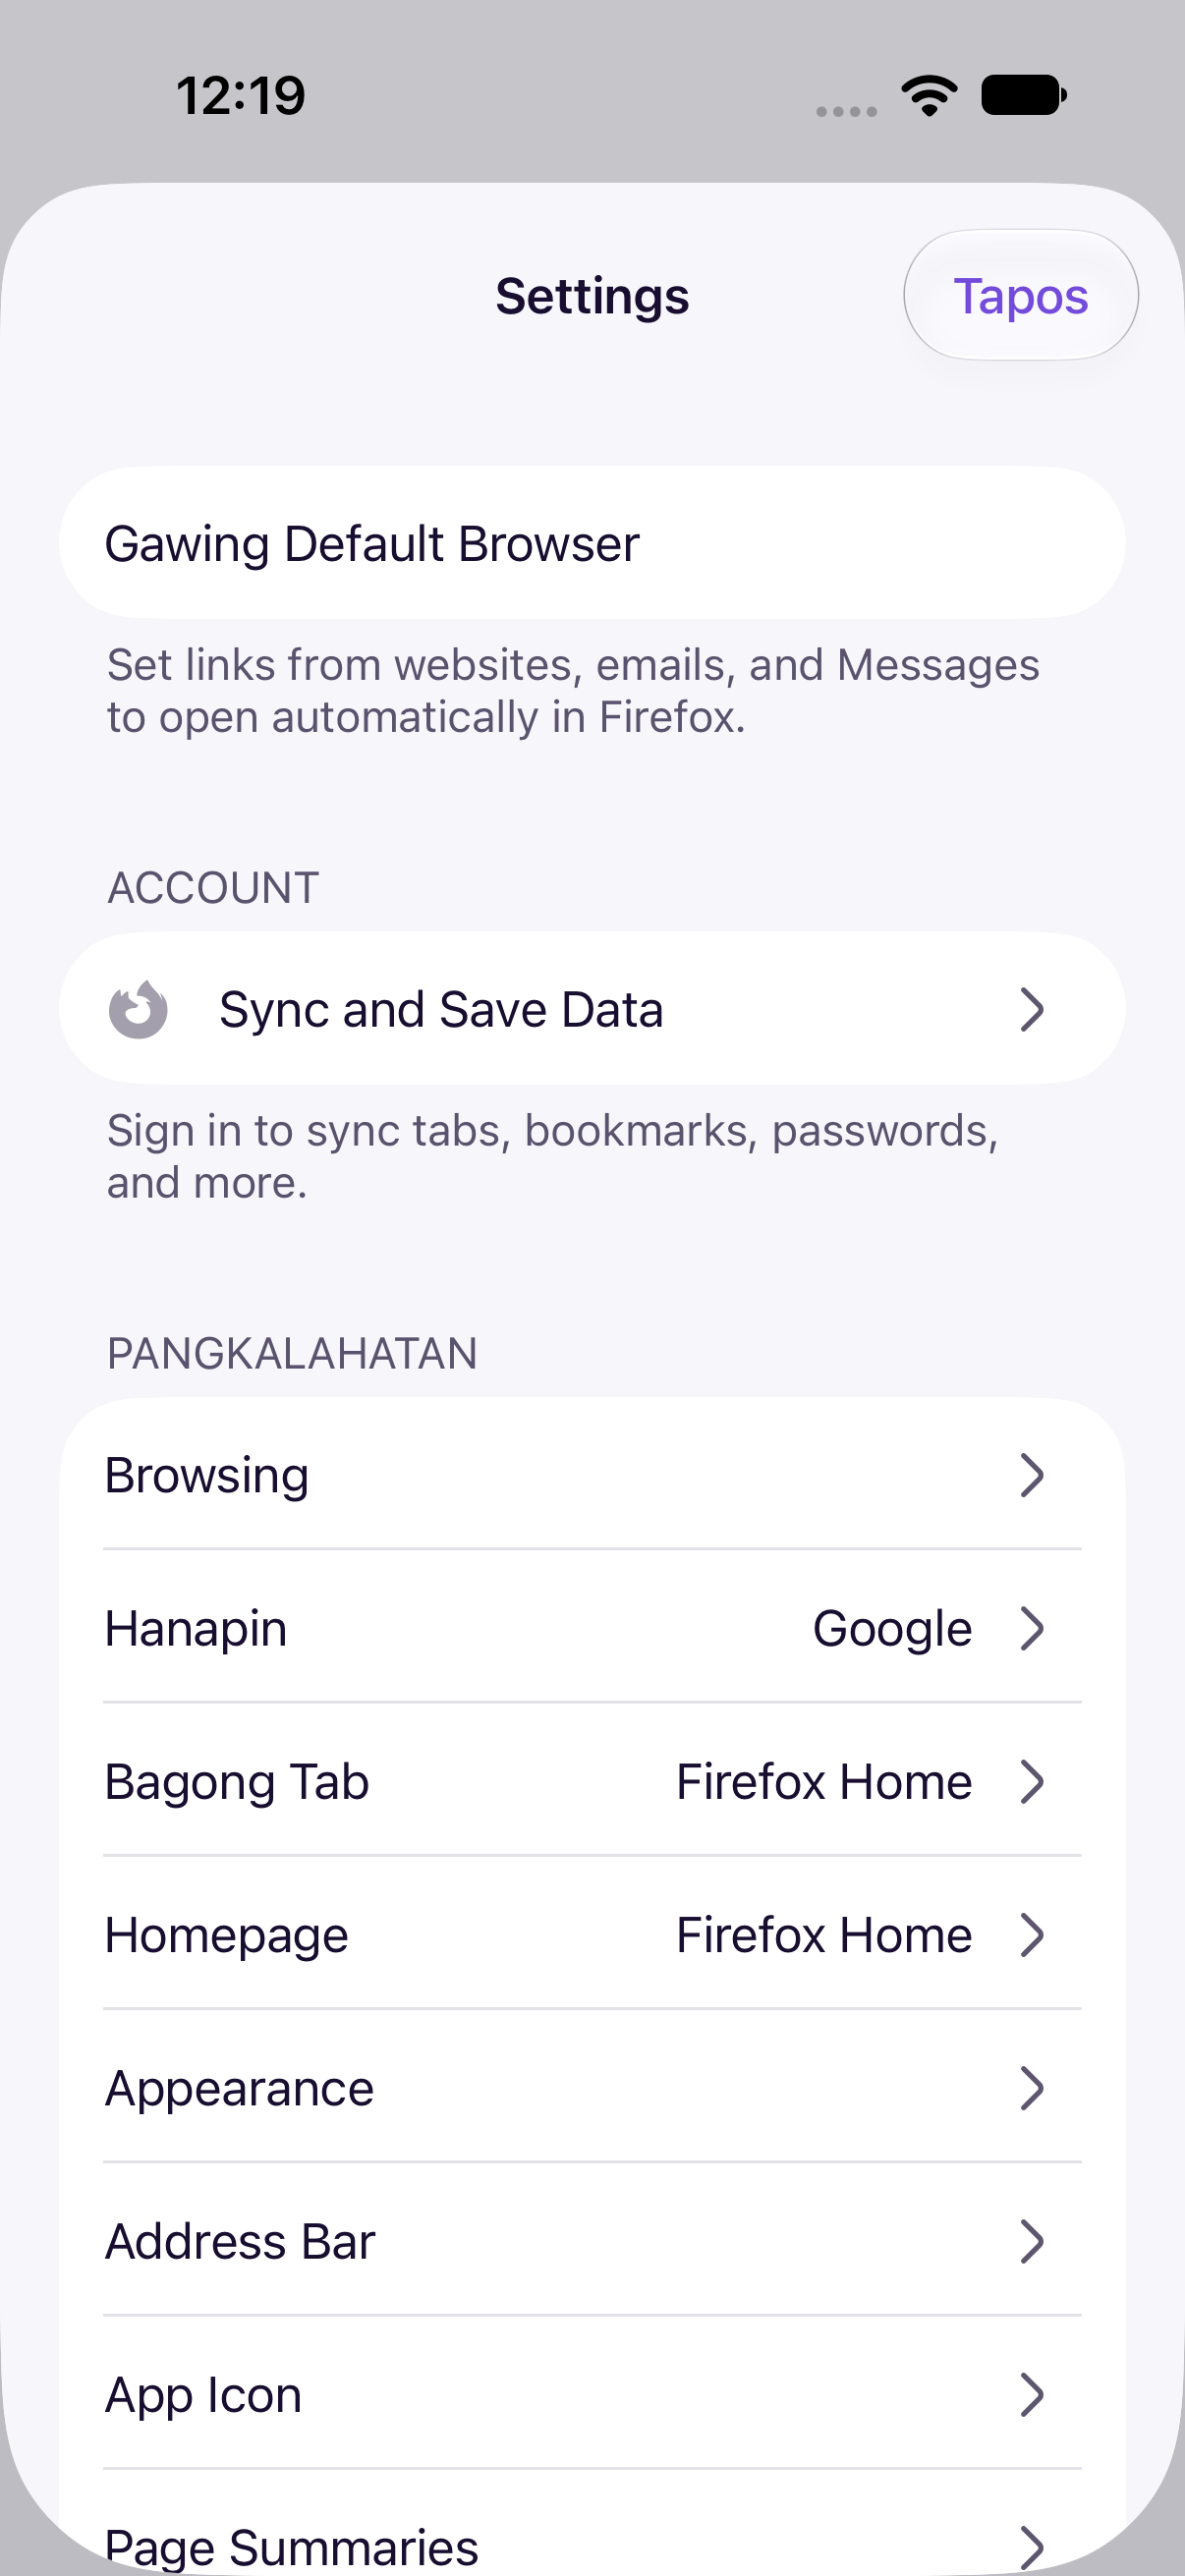 12:19
Settings
Tapos
Gawing Default Browser
Set links from websites, emails, and Messages
to open automatically in Firefox.
ACCOUNT
Sync and Save Data
Sign in to sync tabs, bookmarks, passwords,
and more.
PANGKALAHATAN
Browsing
Hanapin Google
Bagong Tab Firefox Home
Homepage Firefox Home
Appearance
Address Bar
App Icon
Page Summaries